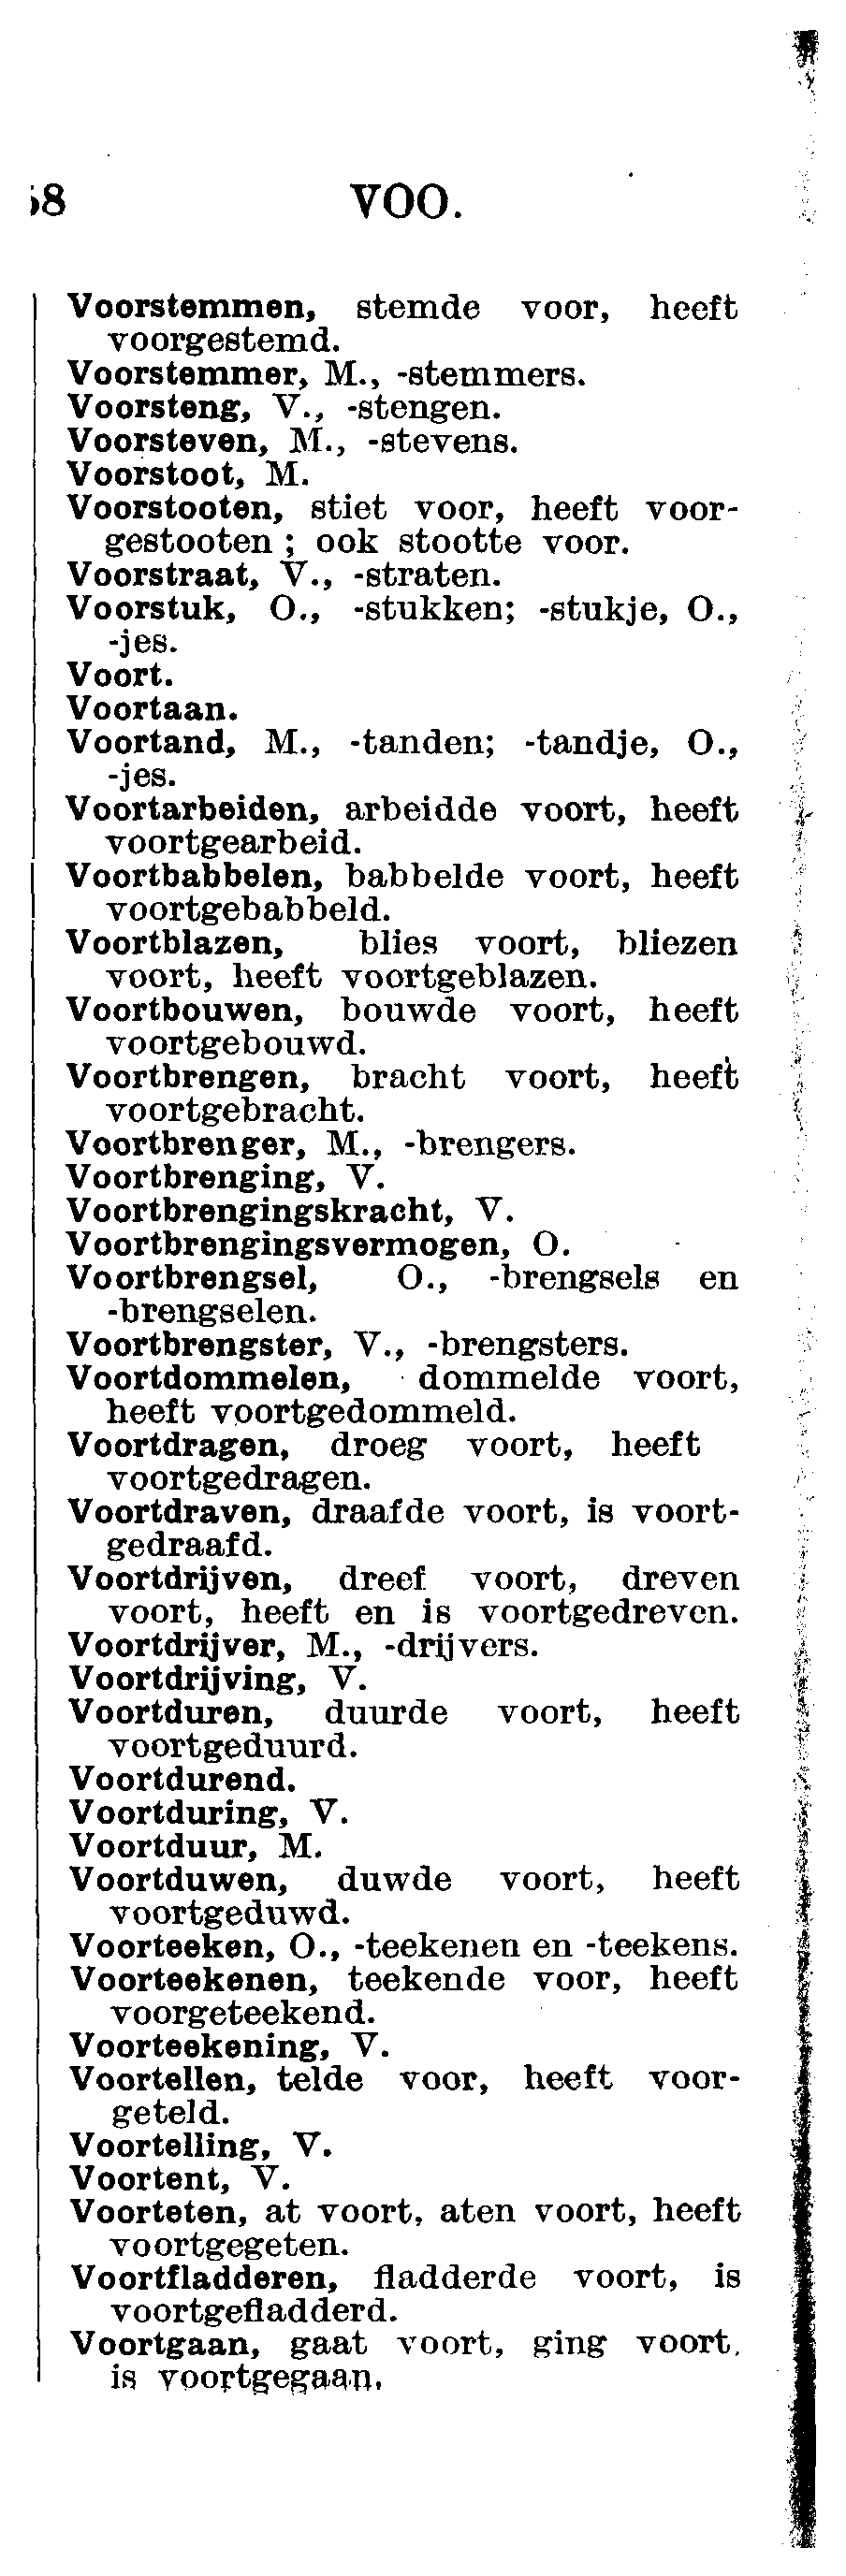 58 VOO.
Voorstemmen, stemde voor, heeft
voorgestemd.
Voorstemmer, M., -stemmers.
Voorsteng, V., -stengen.
Voorsteven, M., -stevens.
Voorstoot, M.
Voorstooten, stiet voor, heeft voor-
gestooten ; ook stootte voor.
Voorstraat, V., -straten.
Voorstuk, O., -stukken; -stukje, O.,
-jes.
Voort.
Voortaan.
Voortand, M., -tanden; -tandje, O.,
-jes.
Voortarbeiden, arbeidde voort, heeft
voortgearbeid.
Voortbabbelen, babbelde voort, heeft
voortgebabbeld.
Voortblazen, blies voort, bliezen
voort, heeft voortgeblazen.
Voortbouwen, bouwde voort, heeft
voortgebouwd.
Voortbrengen, bracht voort, heeft
voortgebracht.
Voortbrenger, M., -brengers.
Voortbrenging, V.
Voortbrengingskracht, V.
Voortbrengingsvermogen, O.
Voortbrengsel, O., -brengsels en
-brengselen.
Voortbrengster, V., -brengsters.
Voortdommelen, dommelde voort,
heeft voortgedommeld.
Voortdragen, droeg voort, heeft
voortgedragen.
Voortdraven, draafde voort, is voort-
gedraafd.
Voortdrijven, dreef voort, dreven
voort, heeft en is voortgedreven.
Voortdrijver, M., -drijvers.
Voortdrijving, V.
Voortduren, duurde voort, heeft
voortgeduurd.
Voortdurend.
Voortduring, V.
Voortduur, M.
Voortduwen, duwde voort, heeft
voortgeduwd.
Voorteeken, O., -teekenen en -teekens.
Voorteekenen, teekende voor, heeft
voorgeteekend.
Voorteekening, V.
Voortellen, telde voor, heeft voor-
geteld.
Voortelling, V.
Voortent, V.
Voorteten, at voort, aten voort, heeft
voortgegeten.
Voortfladderen, fladderde voort, is
voortgefladderd.
Voortgaan, gaat voort, ging voort.
is voortgegaan.